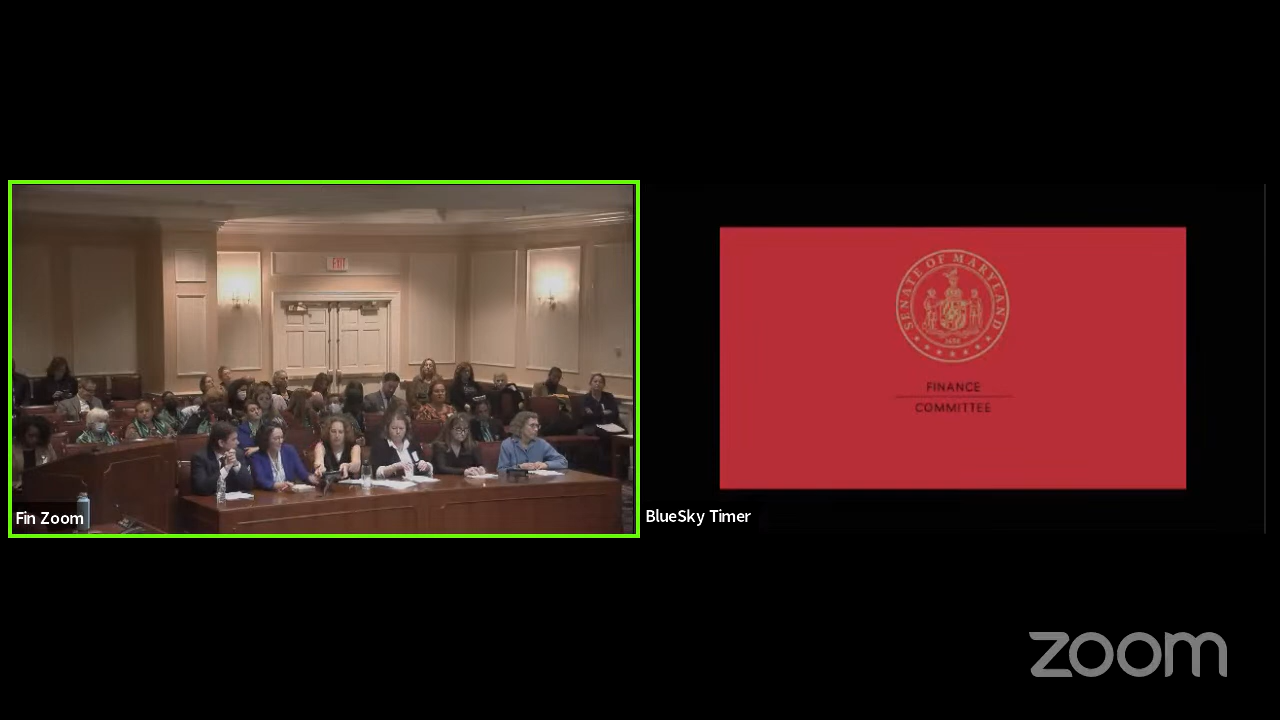 EXIT
SENATE OF MARYLAND
FINANCE
COMMITTEE
Fin Zoom
BlueSky Timer
zoom